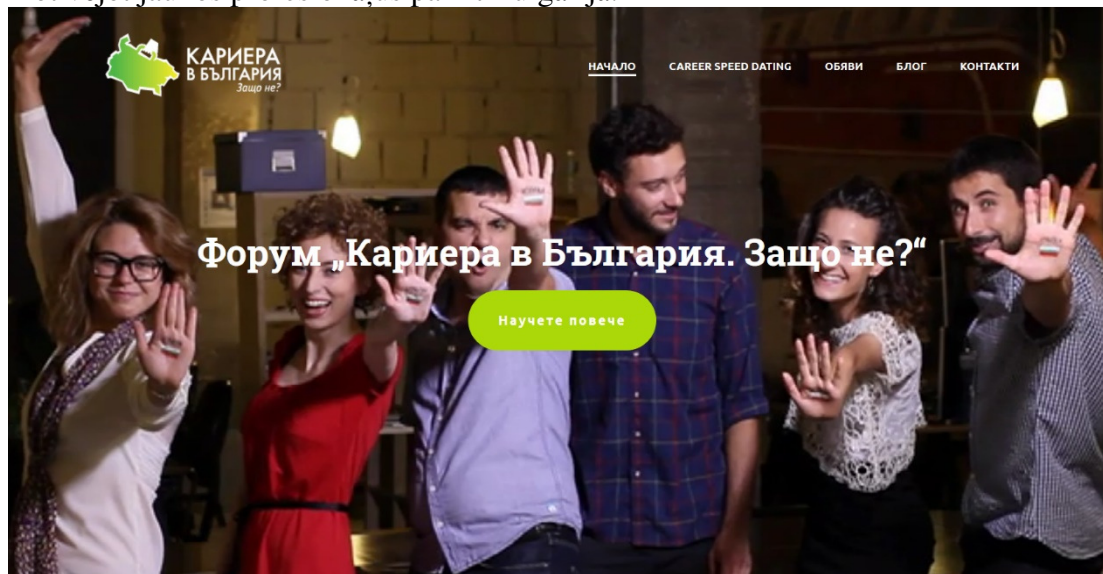 КАРИЕРА
В БЪЛГАРИЯ
Защо не?
НАЧАЛО CAREER SPEED DATING ОБЯВИ БЛОГ КОНТАКТИ
Форум „Кариера в България. Защо не?“
Научете повече